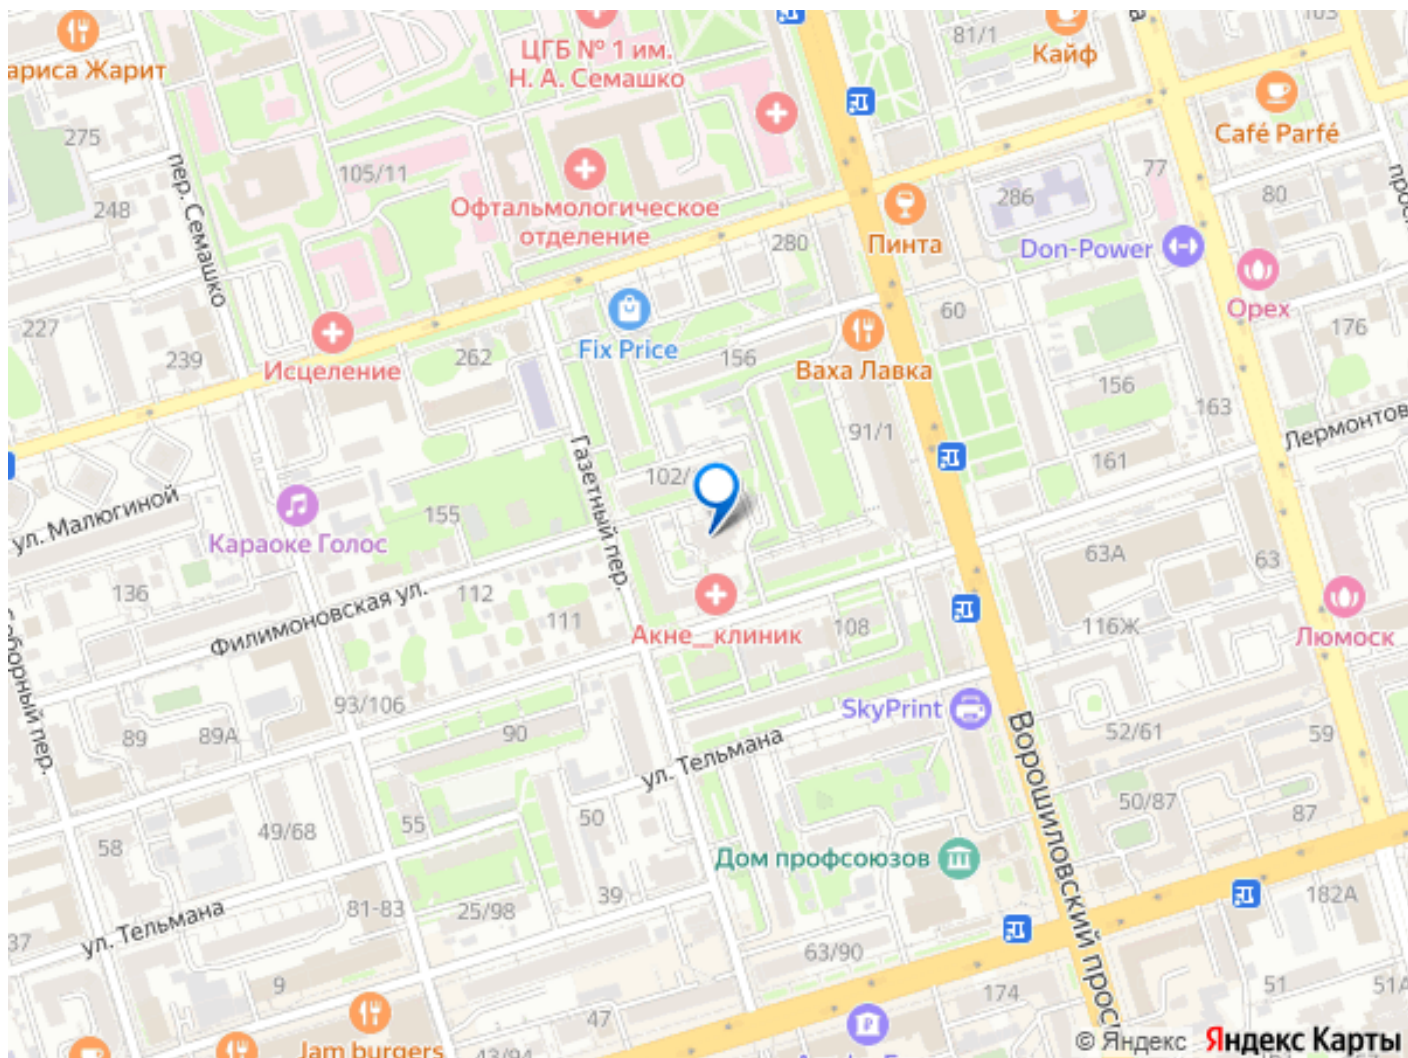 ЦГБ № 1 им.
Н. А. Семашко
81/1
Кайф
103
Жарит
275
пер. Семашко
105/11
Café Parfé
77
248
Офтальмологическое
отделение
286
80
280
Пинта
Don-Power
227
239
Исцеление
262
Fix Price
156
60
Ваха Лавка
Орех
176
156
163
91/1
Газетный пер.
102/
161
ул. Малюгиной
155
Караоке Голос
63А
63
136
Филимоновская ул.
112
111
Акне__клиник
108
116Ж
Люмоск
93/106
89
89А
90
SkyPrint
52/61
59
ул. Тельмана
Ворошиловский
50/87
87
50
55
49/68
58
Дом профсоюзов
39
81-83
25/98
182А
ул. Тельмана
37
63/90
9
174
51
47
Jam burgers
© Яндекс Яндекс Карты